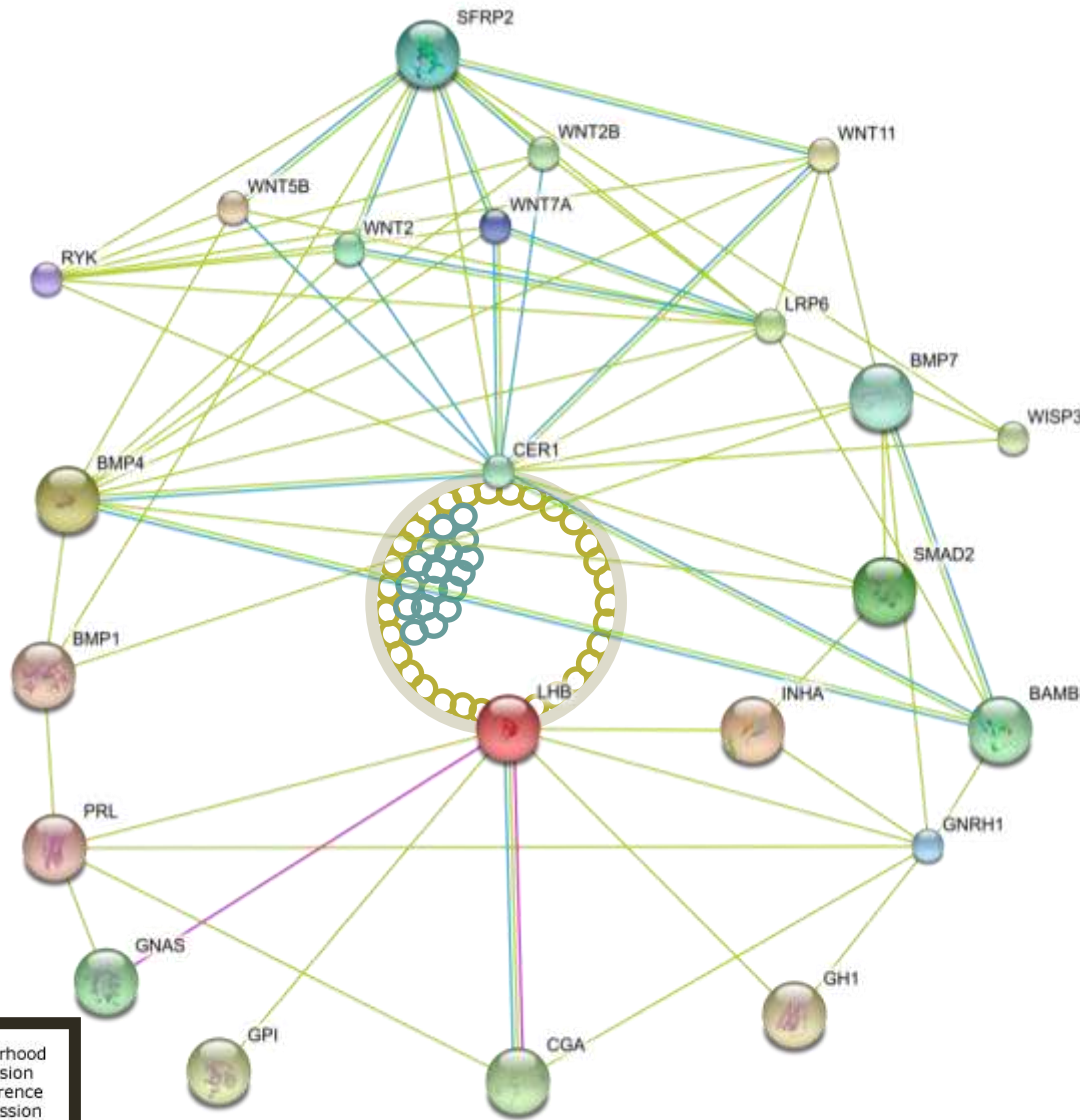 SFRP2
WNT2B
WNT11
WNT5B
WNT7A
WNT2
RYK
LRP6
BMP7
WISP3
CER1
BMP4
SMAD2
BMP1
LHB
INHA
BAMB
PRL
GNRH1
GNAS
GH1
GPI
CGA
rhood
sion
rence
ssion